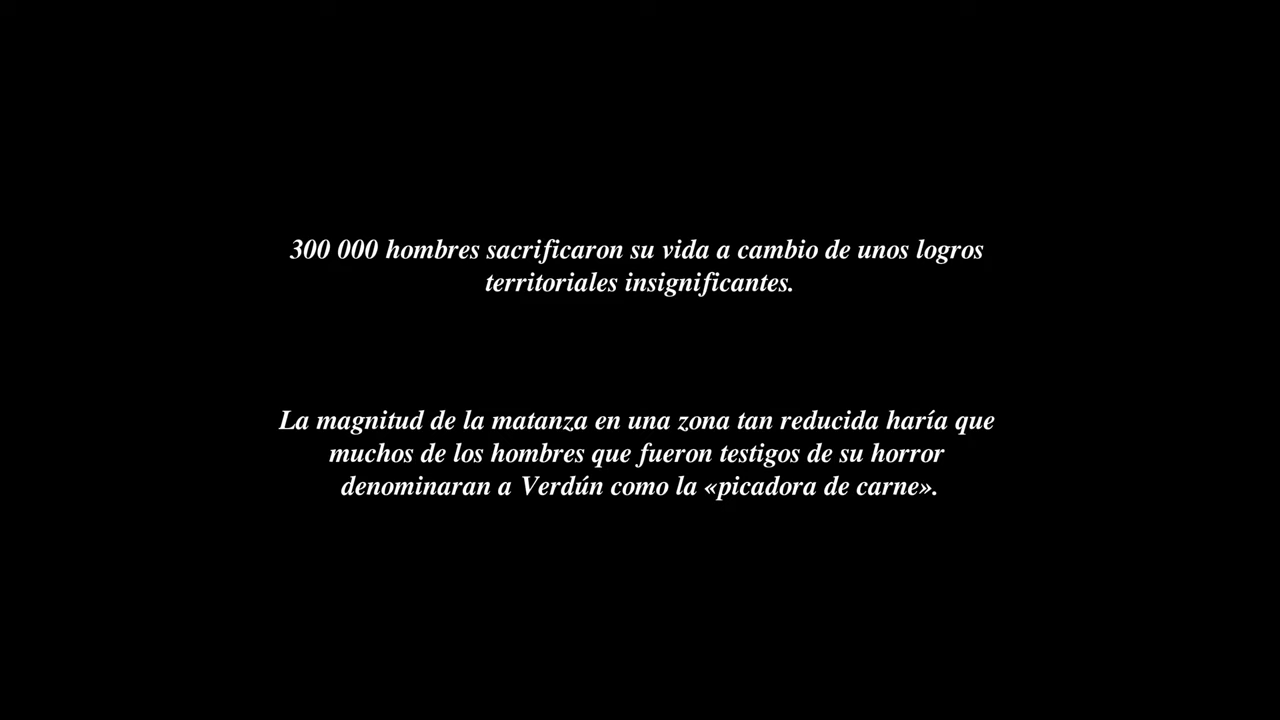 300 000 hombres sacrificaron su vida a cambio de unos logros
territoriales insignificantes.
La magnitud de la matanza en una zona tan reducida haría que
muchos de los hombres que fueron testigos de su horror
denominaran a Verdún como la «picadora de carne».